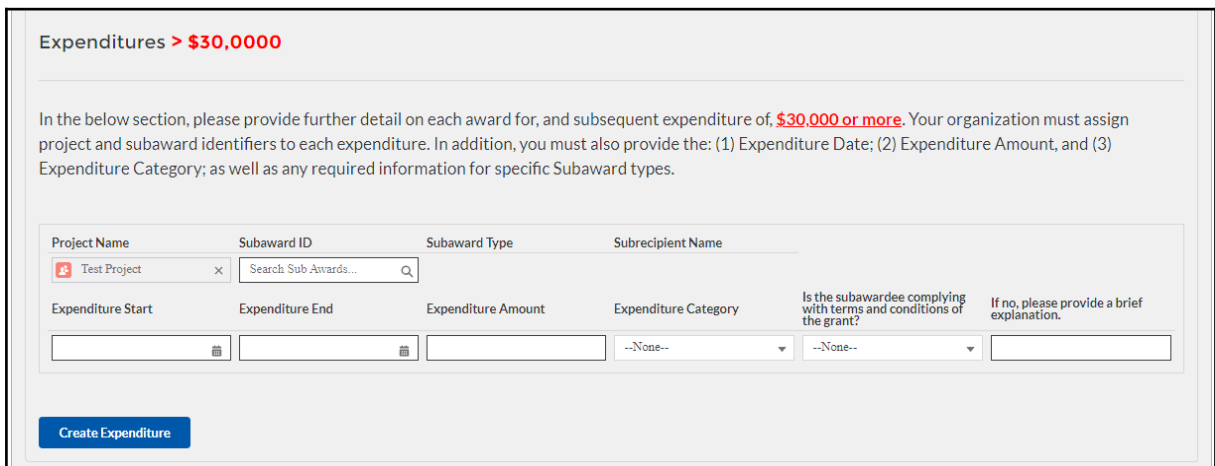 Expenditures > $30,0000
In the below section, please provide further detail on each award for, and subsequent expenditure of, $30,000 or more. Your organization must assign
project and subaward identifiers to each expenditure. In addition, you must also provide the: (1) Expenditure Date; (2) Expenditure Amount, and (3)
Expenditure Category; as well as any required information for specific Subaward types.
Project Name Subaward ID Subaward Type Subrecipient Name
Test Project × Search Sub Awards...
Expenditure Start Expenditure End Expenditure Amount Expenditure Category Is the subawardee complying with terms and conditions of the grant? If no, please provide a brief explanation.
--None-- --None--
Create Expenditure